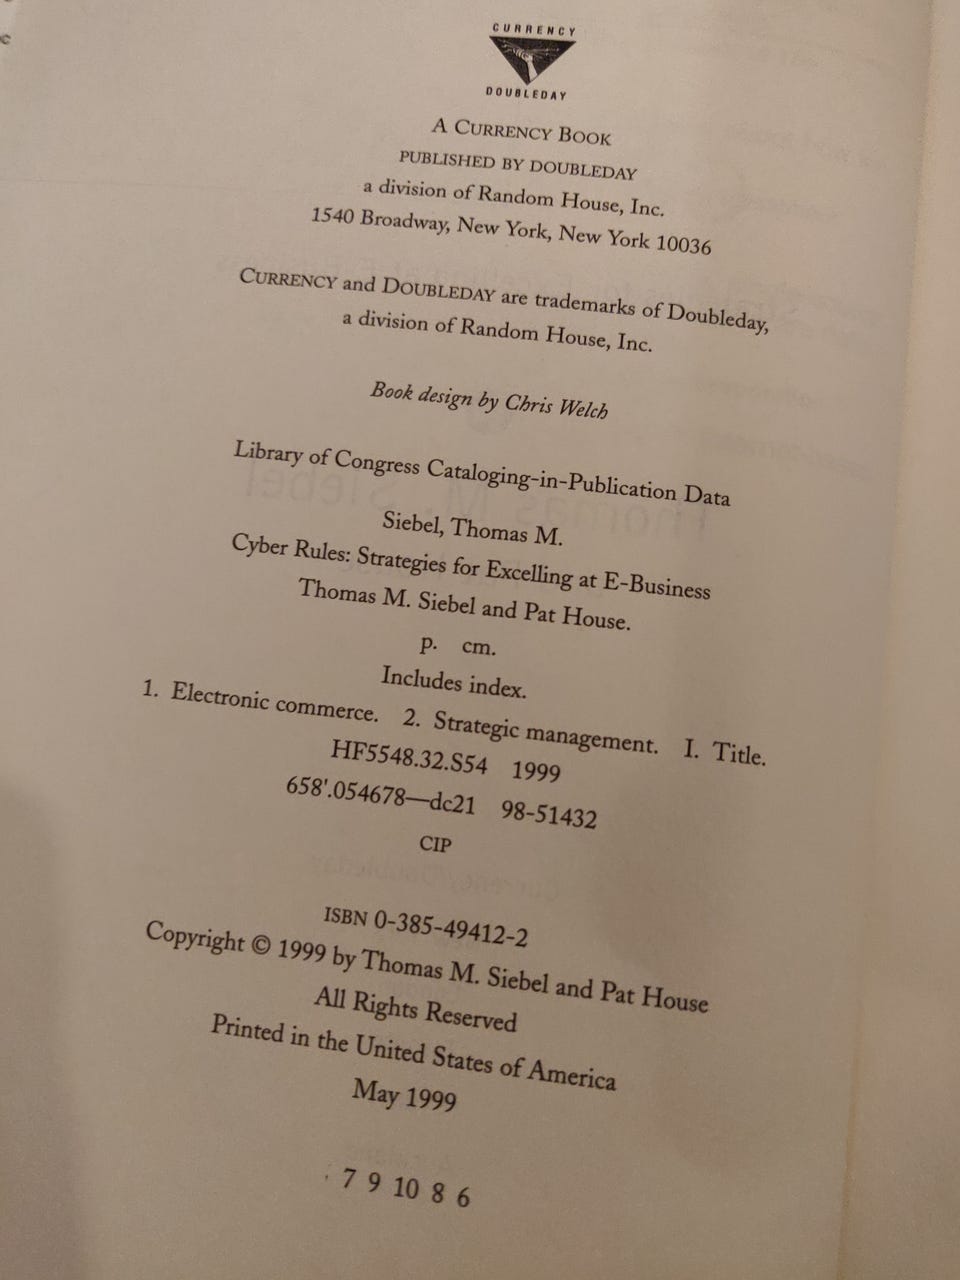 CURRENCY
DOUBLEDAY
A CURRENCY BOOK
PUBLISHED BY DOUBLEDAY
a division of Random House, Inc.
1540 Broadway, New York, New York 10036
CURRENCY and DOUBLEDAY are trademarks of Doubleday,
a division of Random House, Inc.
Book design by Chris Welch
Library of Congress Cataloging-in-Publication Data
Siebel, Thomas M.
Cyber Rules: Strategies for Excelling at E-Business
Thomas M. Siebel and Pat House.
p. cm.
Includes index.
1. Electronic commerce. 2. Strategic management. I. Title.
HF5548.32.S54 1999
658'.054678—dc21 98-51432
CIP
ISBN 0-385-49412-2
Copyright © 1999 by Thomas M. Siebel and Pat House
All Rights Reserved
Printed in the United States of America
May 1999
7 9 10 8 6